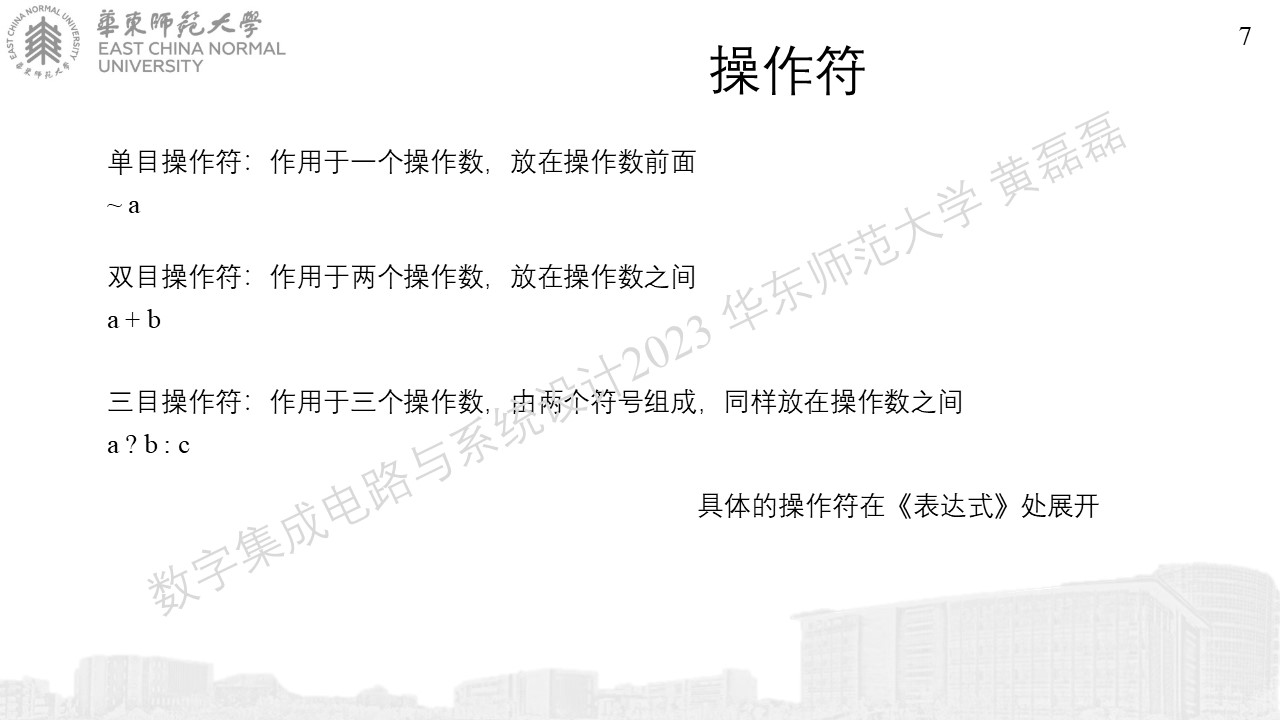 華東師範大學
EAST CHINA NORMAL
UNIVERSITY
EAST CHINA NORMAL UNIVERSITY
華東师范大学
7
操作符
单目操作符：作用于一个操作数，放在操作数前面
~ a
双目操作符：作用于两个操作数，放在操作数之间
a + b
三目操作符：作用于三个操作数，由两个符号组成，同样放在操作数之间
a ? b : c
具体的操作符在《表达式》处展开
数字集成电路与系统设计2023 华东师范大学 黄磊磊